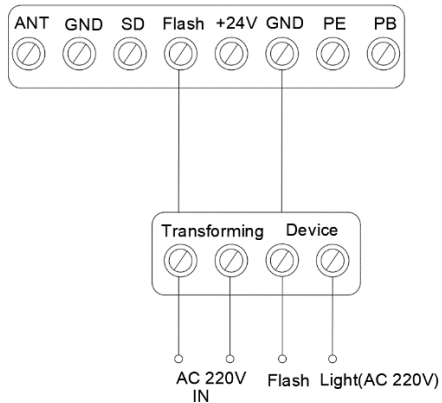 ANT GND SD Flash +24V GND PE PB
Transforming Device
AC 220V Flash Light(AC 220V)
IN